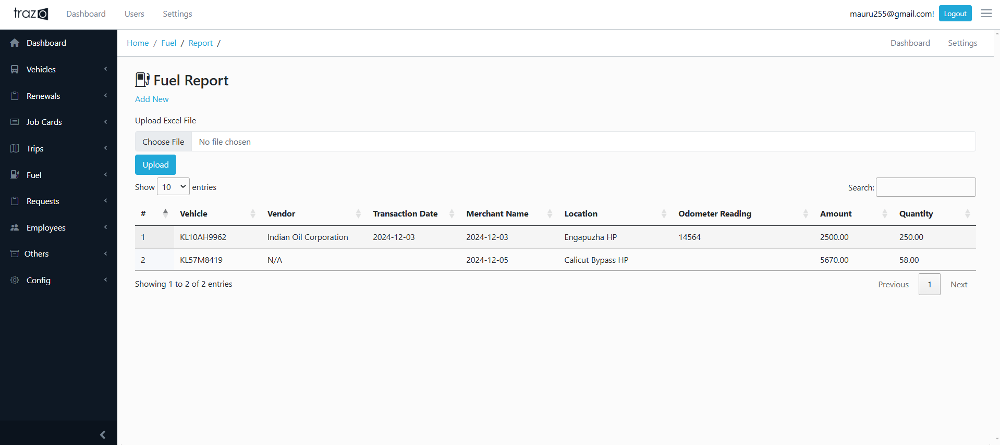 trazo Dashboard Users Settings mauru255@gmail.com! Logout
Dashboard
Vehicles
Renewals
Job Cards
Trips
Fuel
Requests
Employees
Others
Config
Home / Fuel / Report / Dashboard Settings
Fuel Report
Add New
Upload Excel File
Choose File No file chosen
Upload
Show 10 entries Search:
# Vehicle Vendor Transaction Date Merchant Name Location Odometer Reading Amount Quantity
1 KL10AH9962 Indian Oil Corporation 2024-12-03 2024-12-03 Engapuzha HP 14564 2500.00 250.00
2 KL57M8419 N/A 2024-12-05 Calicut Bypass HP 5670.00 58.00
Showing 1 to 2 of 2 entries Previous 1 Next